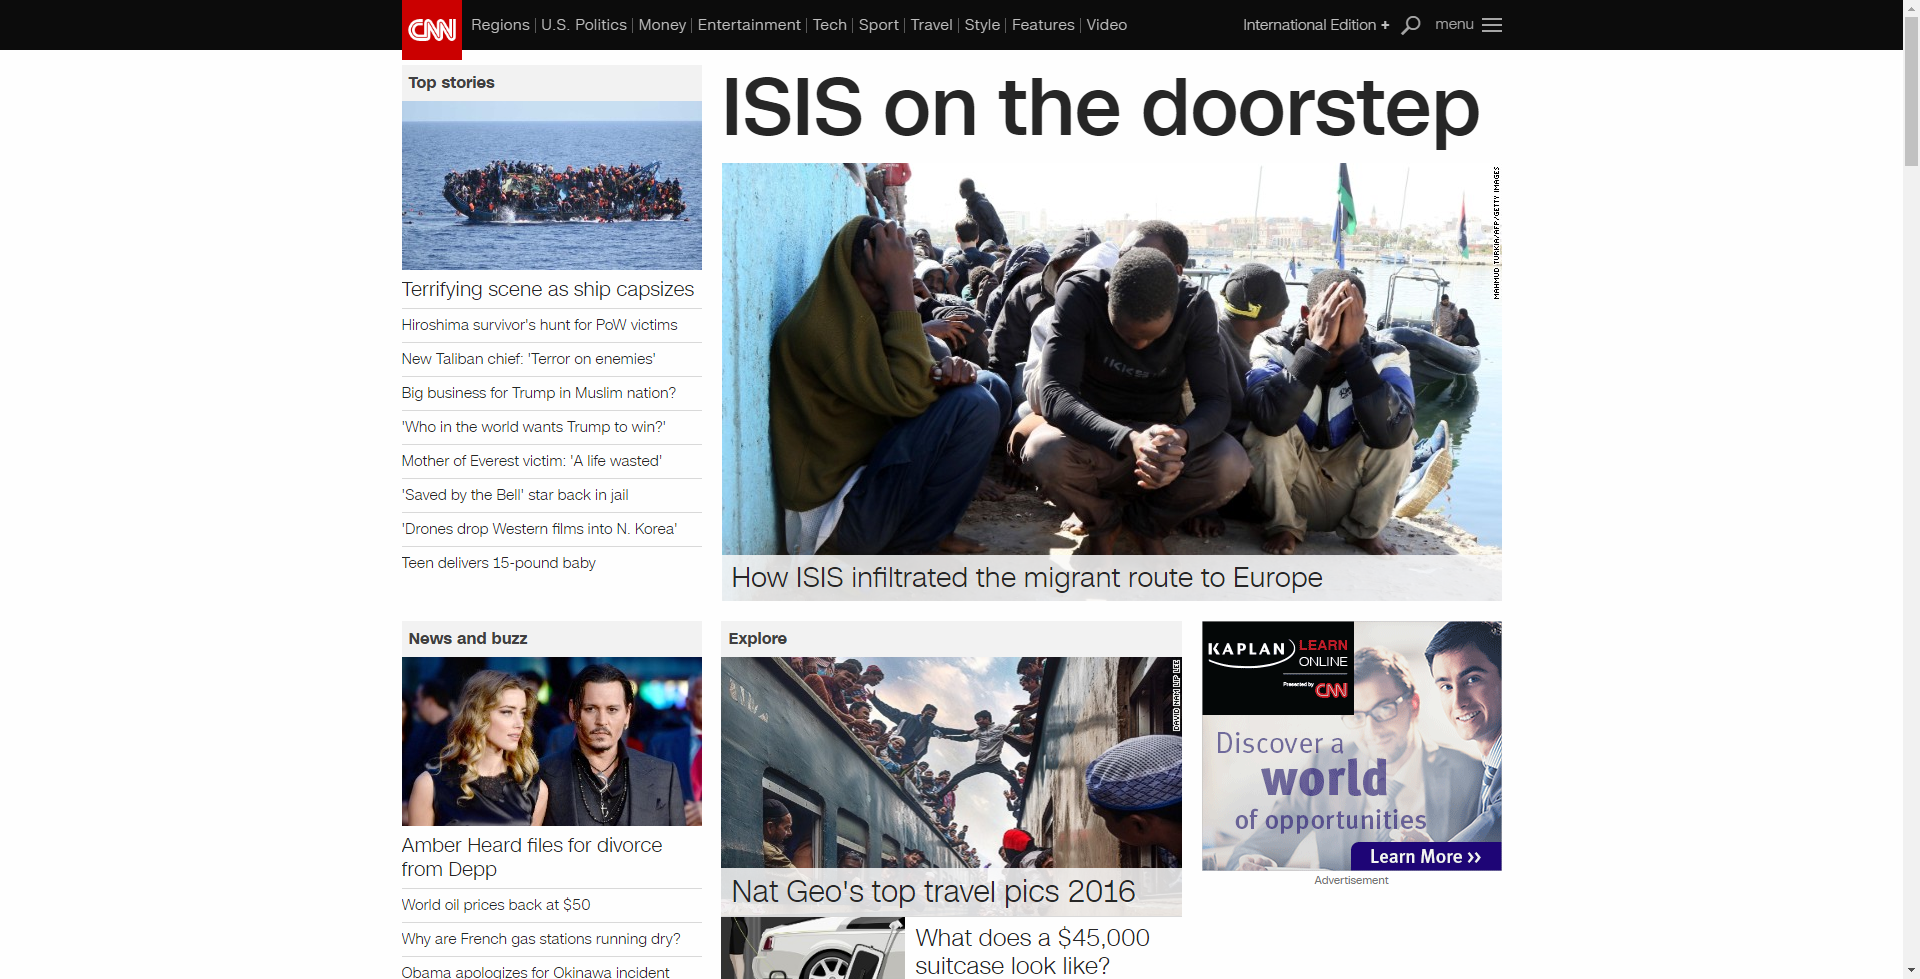 CNN
Regions
U.S. Politics
Money
Entertainment
Tech
Sport
Travel
Style
Features
Video
International Edition +
menu
Top stories
Terrifying scene as ship capsizes
Hiroshima survivor's hunt for PoW victims
New Taliban chief: 'Terror on enemies'
Big business for Trump in Muslim nation?
'Who in the world wants Trump to win?'
Mother of Everest victim: 'A life wasted'
'Saved by the Bell' star back in jail
'Drones drop Western films into N. Korea'
Teen delivers 15-pound baby
ISIS on the doorstep
MAHMUD TURKIA/AFP/GETTY IMAGES
How ISIS infiltrated the migrant route to Europe
News and buzz
Amber Heard files for divorce
from Depp
World oil prices back at $50
Why are French gas stations running dry?
Obama apologizes for Okinawa incident
Explore
DAVID NAM LIP LEE
Nat Geo's top travel pics 2016
What does a $45,000
suitcase look like?
KAPLAN
LEARN
ONLINE
Presented by CNN
Discover a
world
of opportunities
Learn More >>
Advertisement